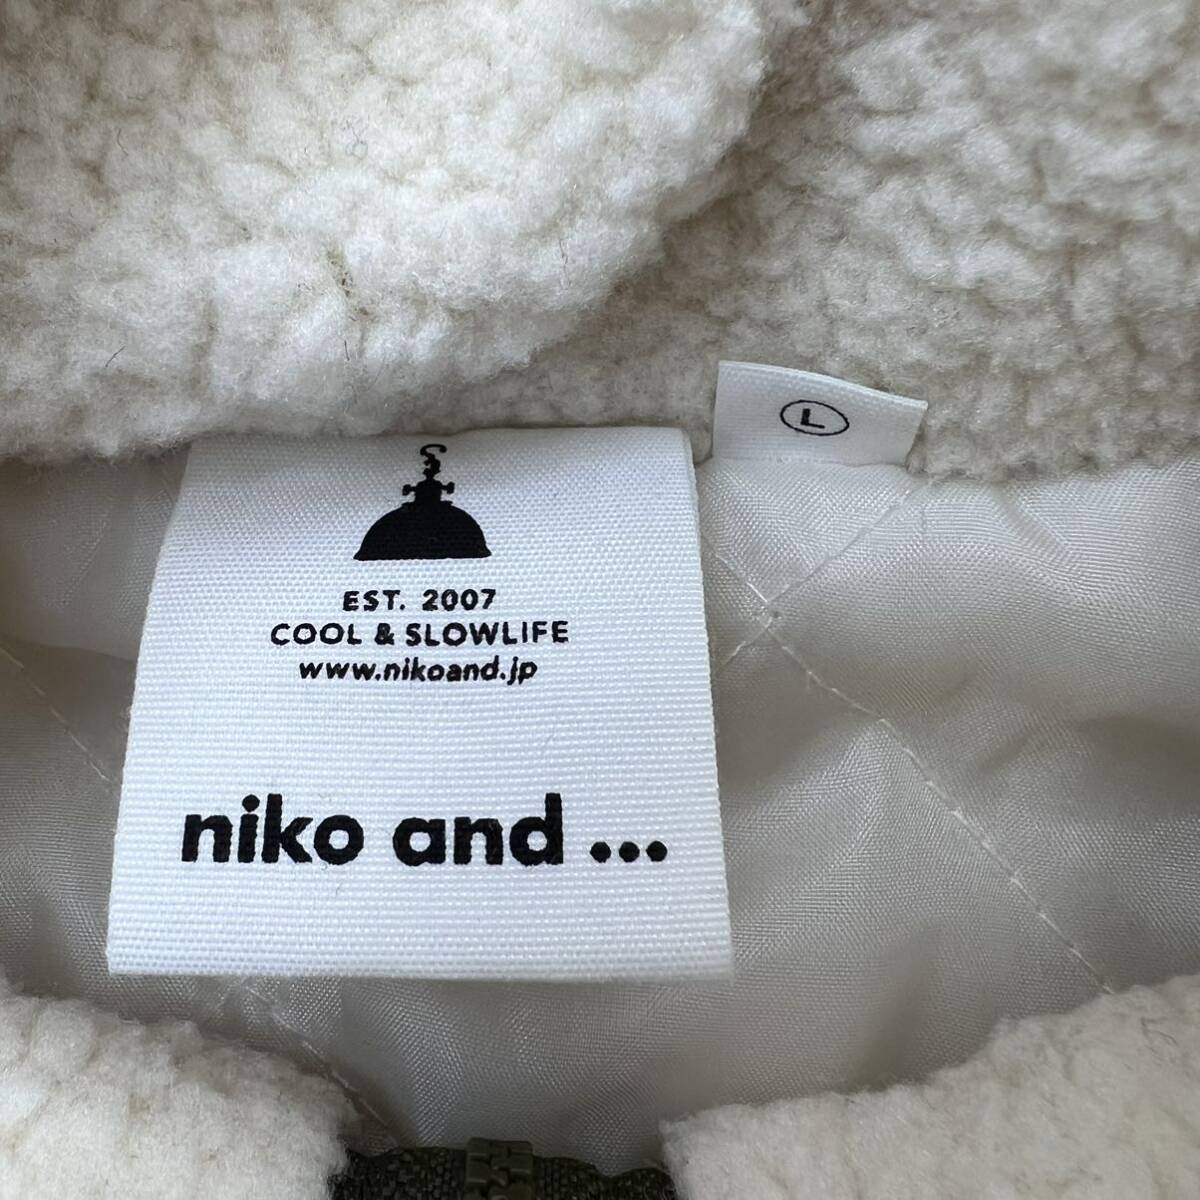 L
EST. 2007
COOL & SLOWLIFE
www.nikoand.jp
niko and ...